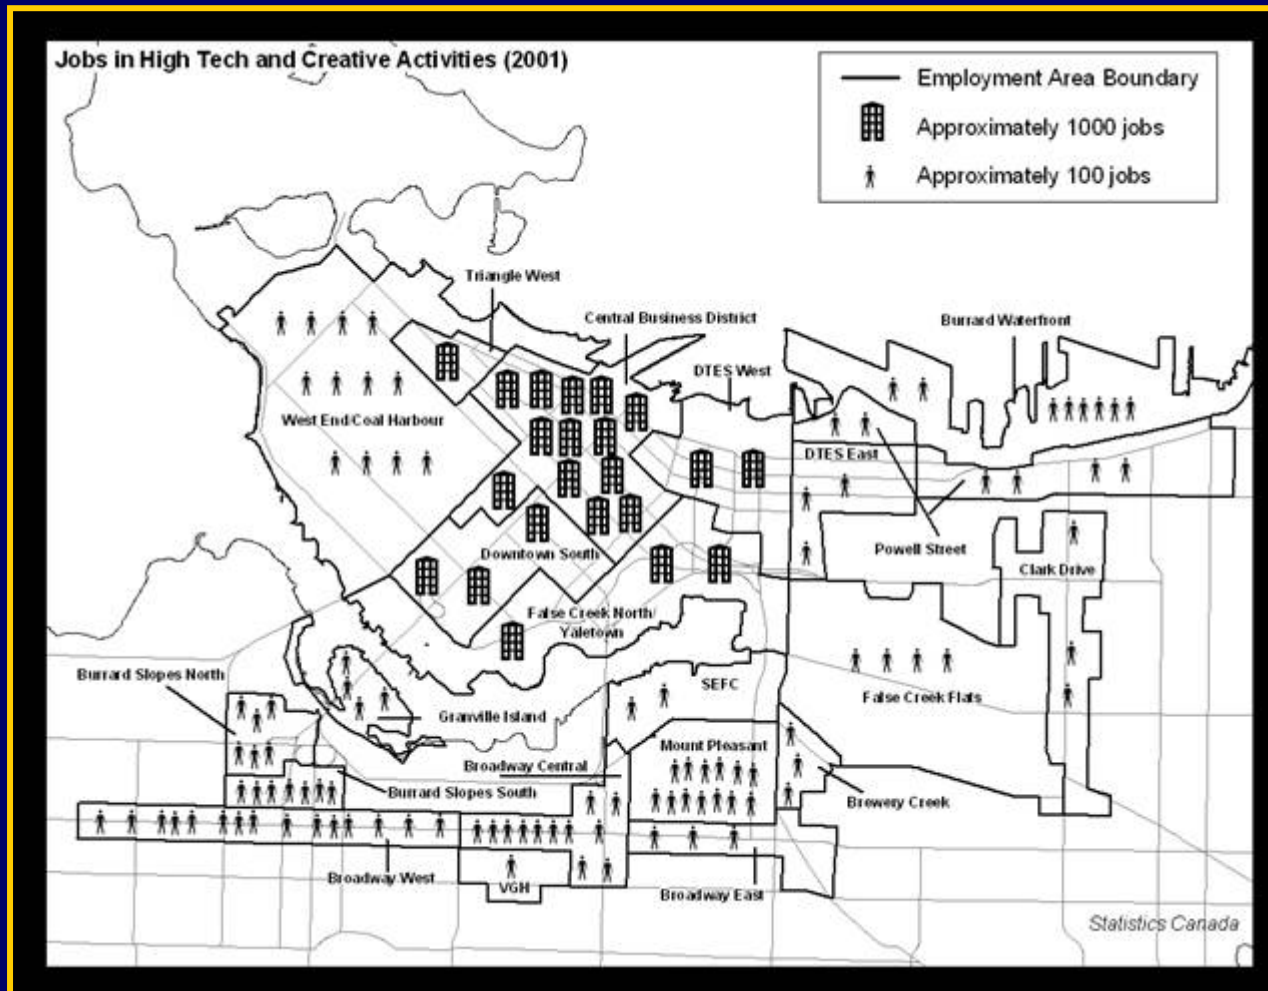 Jobs in High Tech and Creative Activities (2001)
Employment Area Boundary
Approximately 1000 jobs
Approximately 100 jobs
Triangle West
Central Business District
Burrard Waterfront
DTES West
West End/Coal Harbour
DTES East
Downtown South
Powell Street
Clark Drive
False Creek North/
Yaletown
Burrard Slopes North
SEFC
False Creek Flats
Granville Island
Mount Pleasant
Broadway Central
Burrard Slopes South
Brewery Creek
Broadway West
VGH
Broadway East
Statistics Canada